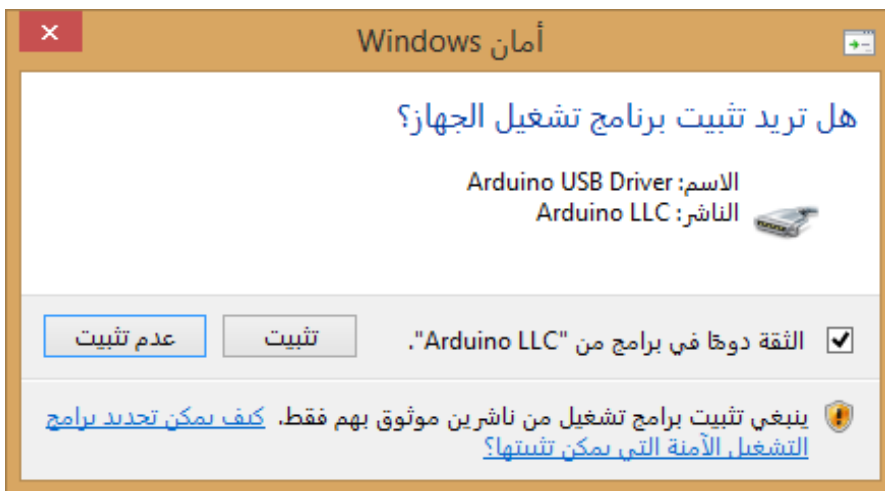 أمان Windows
هل تريد تثبيت برنامج تشغيل الجهاز؟
الاسم: Arduino USB Driver
الناشر: Arduino LLC
الثقة دومًا في برامج من "Arduino LLC".
تثبيت
عدم تثبيت
ينبغي تثبيت برامج تشغيل من ناشرين موثوق بهم فقط. كيف يمكن تحديد برامج
التشغيل الآمنة التي يمكن تثبيتها؟